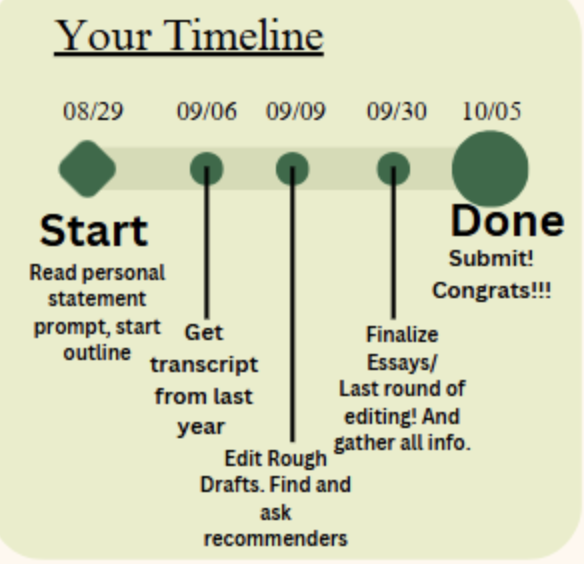 Your Timeline
08/29 09/06 09/09 09/30 10/05
Start
Read personal
statement
prompt, start
outline
Get
transcript
from last
year
Edit Rough
Drafts. Find and
ask
recommenders
Finalize
Essays/
Last round of
editing! And
gather all info.
Done
Submit!
Congrats!!!